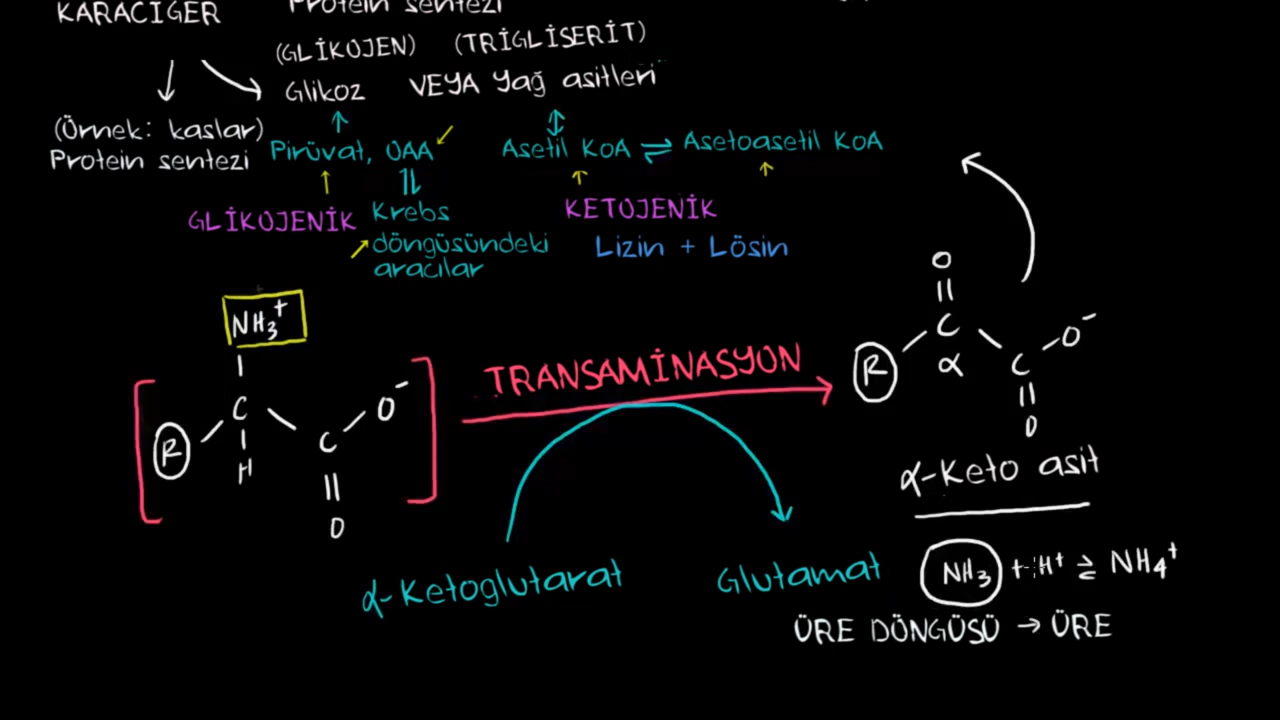 KARACİĞER
Protein sentezi
(GLİKOJEN) (TRİGLİSERİT)
Glikoz VEYA Yağ asitleri
(Örnek: kaslar)
Protein sentezi
Pirüvat, OAA
Asetil KoA ⇌ Asetoasetil KoA
GLİKOJENİK
Krebs
döngüsündeki
aracılar
KETOJENİK
Lizin + Lösin
NH3+
R C H C O- O
TRANSAMİNASYON
O
R C α C O- O
α-Keto asit
α-Ketoglutarat
Glutamat
NH3 + H+ ⇌ NH4+
ÜRE DÖNGÜSÜ → ÜRE